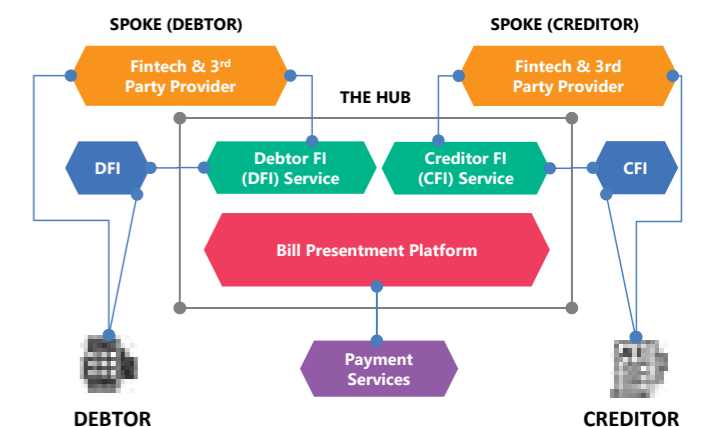 SPOKE (DEBTOR)
SPOKE (CREDITOR)
Fintech & 3rd
Party Provider
Fintech & 3rd
Party Provider
THE HUB
DFI
Debtor FI
(DFI) Service
Creditor FI
(CFI) Service
CFI
Bill Presentment Platform
Payment
Services
DEBTOR
CREDITOR